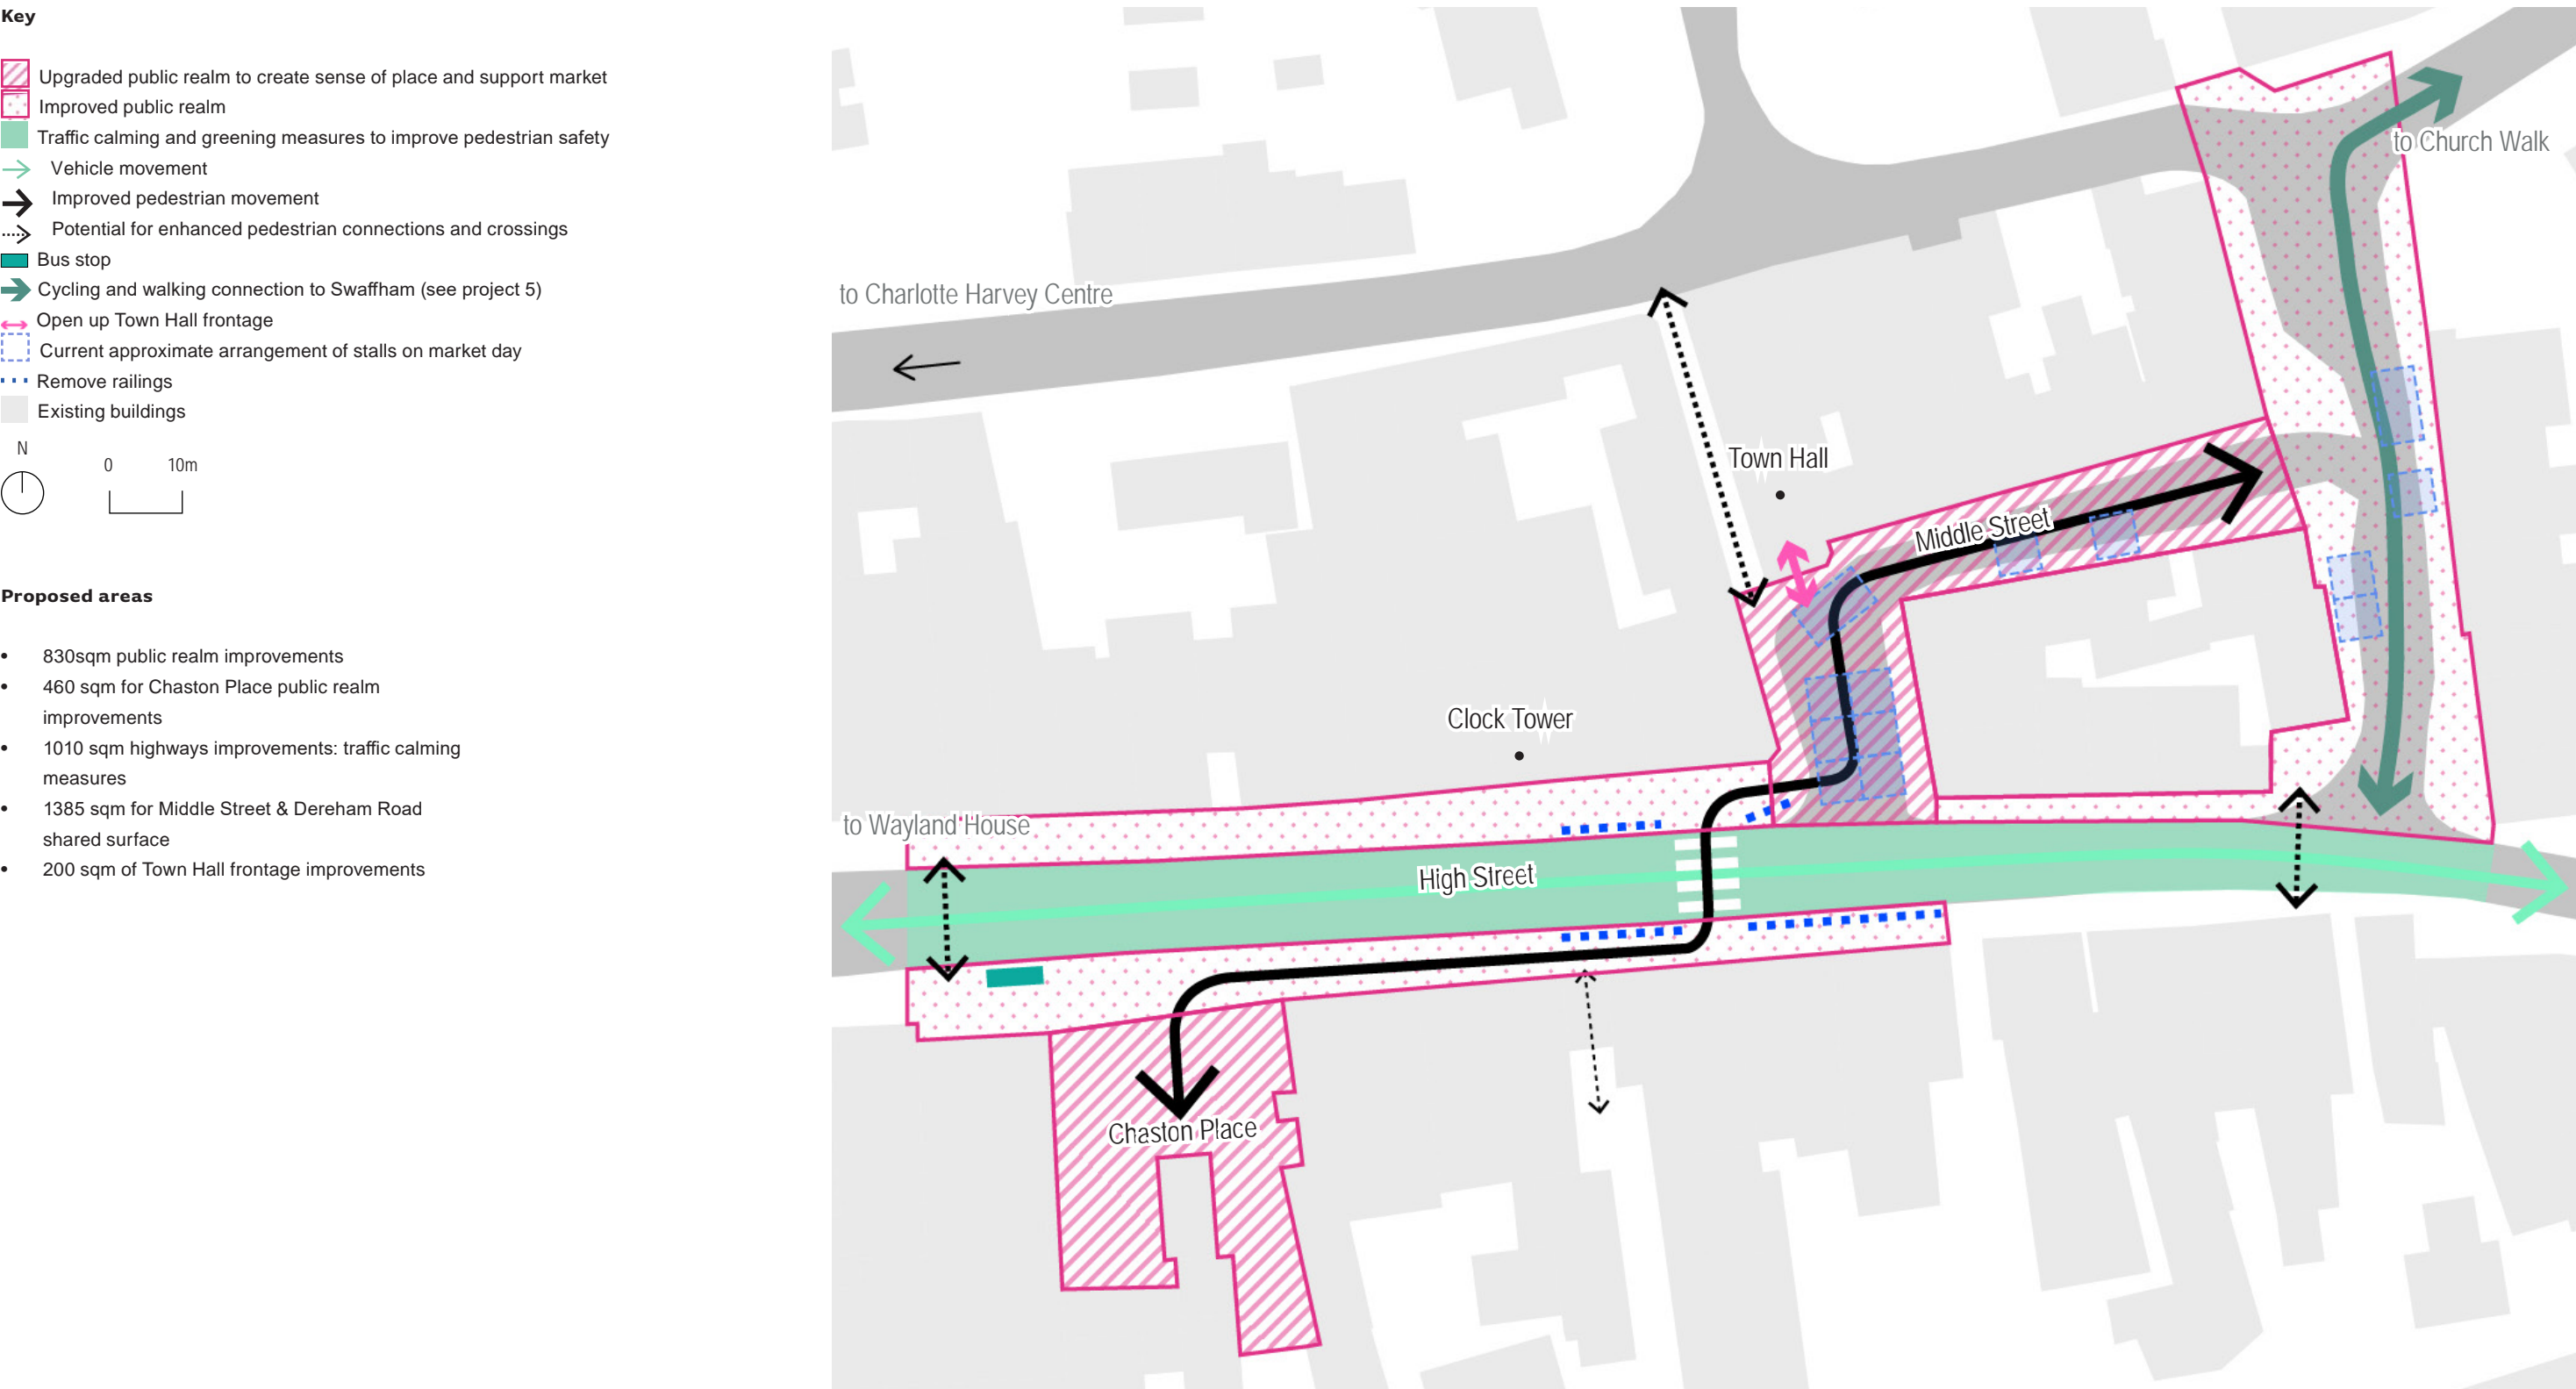 Key
Upgraded public realm to create sense of place and support market
Improved public realm
Traffic calming and greening measures to improve pedestrian safety
Vehicle movement
Improved pedestrian movement
Potential for enhanced pedestrian connections and crossings
Bus stop
Cycling and walking connection to Swaffham (see project 5)
Open up Town Hall frontage
Current approximate arrangement of stalls on market day
Remove railings
Existing buildings
N
0 10m
Proposed areas
• 830sqm public realm improvements
• 460 sqm for Chaston Place public realm
improvements
• 1010 sqm highways improvements: traffic calming
measures
• 1385 sqm for Middle Street & Dereham Road
shared surface
• 200 sqm of Town Hall frontage improvements
to Church Walk
to Charlotte Harvey Centre
Town Hall
Middle Street
Clock Tower
to Wayland House
High Street
Chaston Place